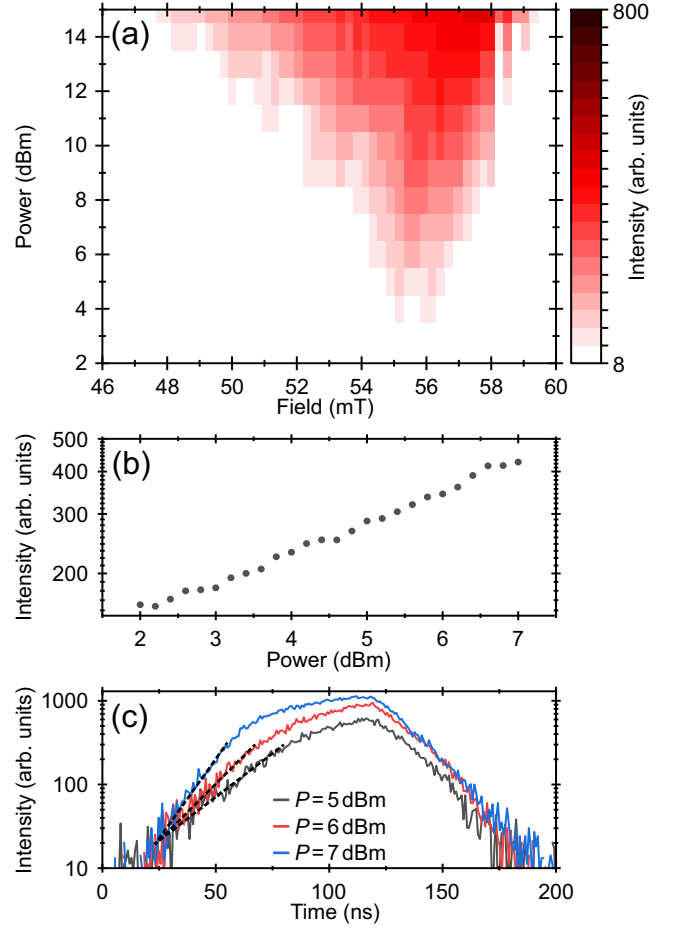 (a)
14
12
10
8
6
4
2
Power (dBm)
46 48 50 52 54 56 58 60
Field (mT)
800
8
Intensity (arb. units)
(b)
500
400
300
200
Intensity (arb. units)
2 3 4 5 6 7
Power (dBm)
(c)
1000
100
10
Intensity (arb. units)
P = 5 dBm
P = 6 dBm
P = 7 dBm
0 50 100 150 200
Time (ns)